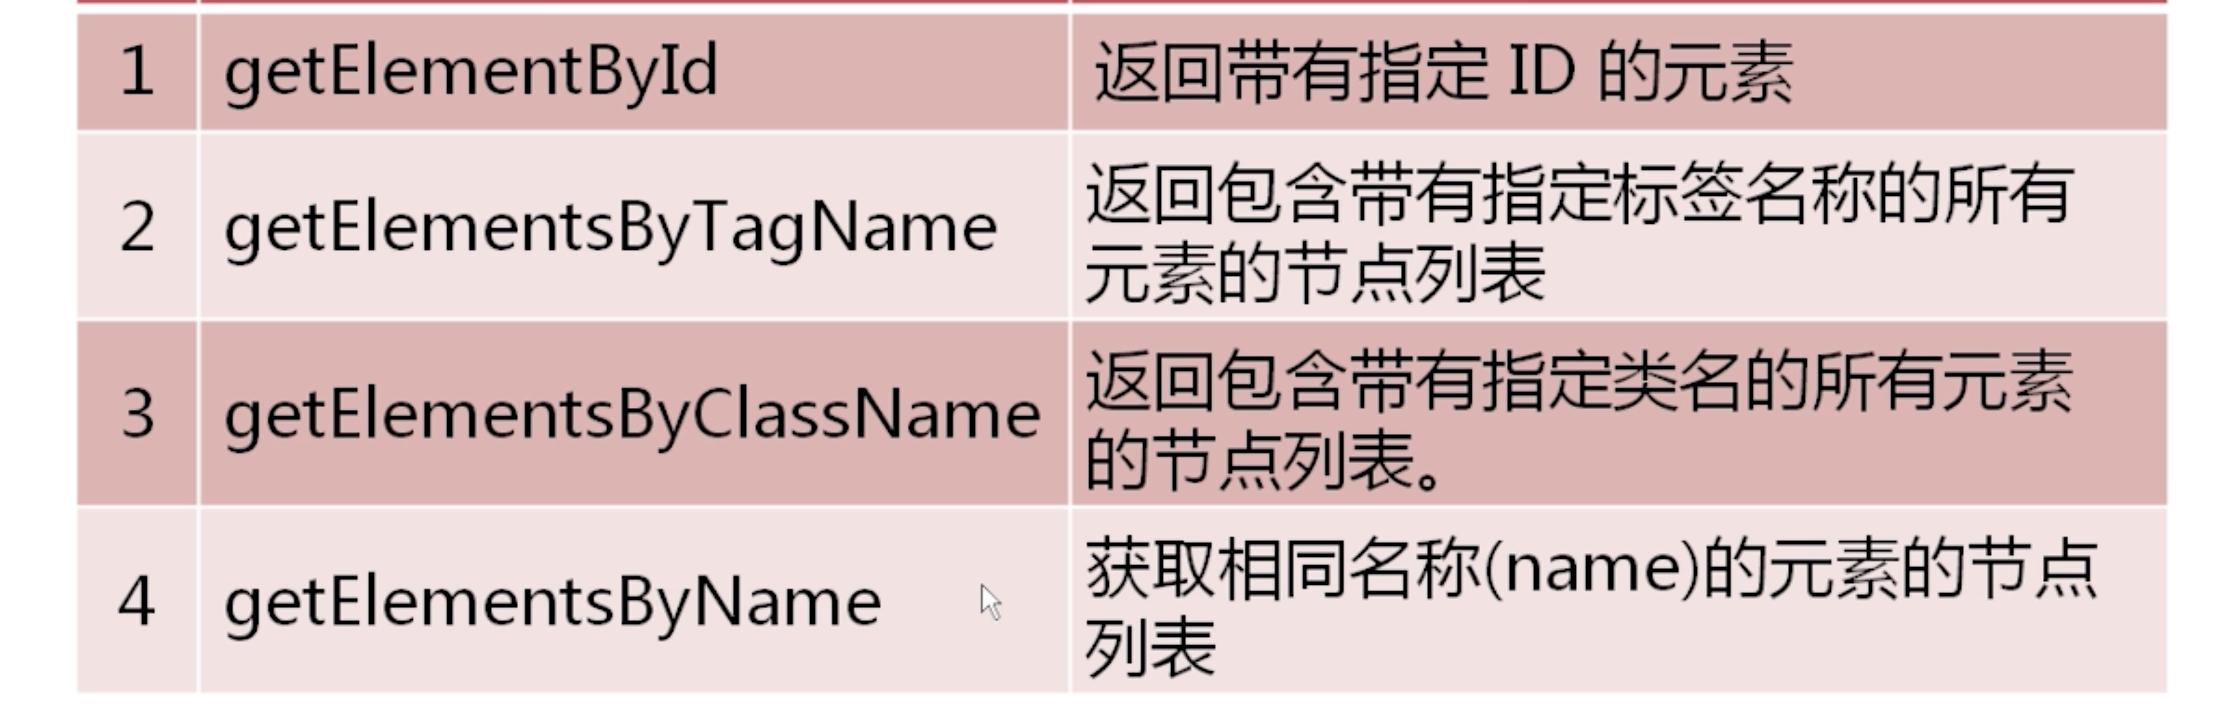 1 getElementById 返回带有指定 ID 的元素
2 getElementsByTagName 返回包含带有指定标签名称的所有
元素的节点列表
3 getElementsByClassName 返回包含带有指定类名的所有元素
的节点列表。
4 getElementsByName 获取相同名称(name)的元素的节点
列表